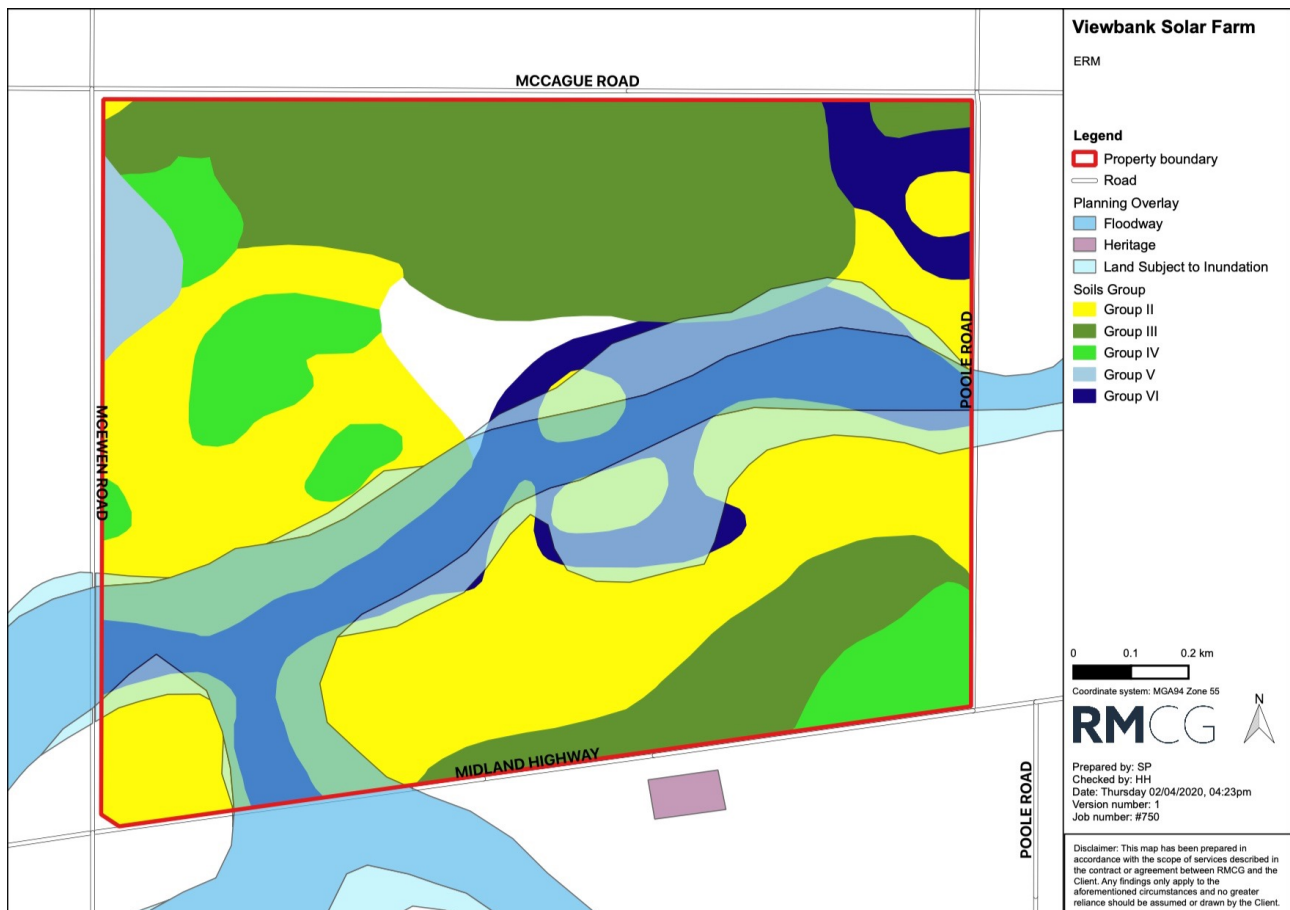 Viewbank Solar Farm
ERM
MCCAGUE ROAD
Legend
Property boundary
Road
Planning Overlay
Floodway
Heritage
Land Subject to Inundation
Soils Group
Group II
Group III
Group IV
Group V
Group VI
POOLE ROAD
MCEWEN ROAD
MIDLAND HIGHWAY
POOLE ROAD
0 0.1 0.2 km
Coordinate system: MGA94 Zone 55
RMCG
N
Prepared by: SP
Checked by: HH
Date: Thursday 02/04/2020, 04:23pm
Version number: 1
Job number: #750
Disclaimer: This map has been prepared in
accordance with the scope of services described in
the contract or agreement between RMCG and the
Client. Any findings only apply to the
aforementioned circumstances and no greater
reliance should be assumed or drawn by the Client.